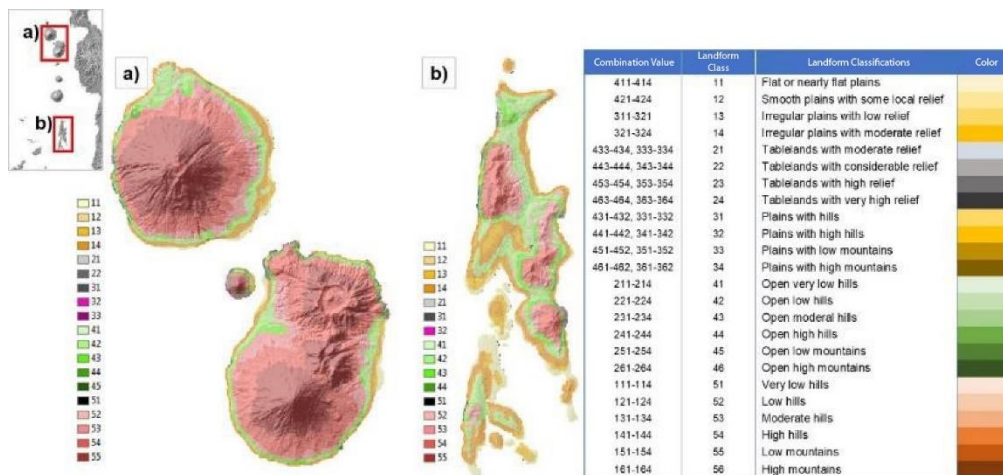 a)
b)
a)
11
12
13
14
21
22
31
32
33
41
42
43
44
45
51
52
53
54
55
b)
11
12
13
14
21
31
32
41
42
43
44
51
52
53
54
55
Combination Value Landform Class Landform Classifications Color
411-414 11 Flat or nearly flat plains
421-424 12 Smooth plains with some local relief
311-321 13 Irregular plains with low relief
321-324 14 Irregular plains with moderate relief
433-434, 333-334 21 Tablelands with moderate relief
443-444, 343-344 22 Tablelands with considerable relief
453-454, 353-354 23 Tablelands with high relief
463-464, 363-364 24 Tablelands with very high relief
431-432, 331-332 31 Plains with hills
441-442, 341-342 32 Plains with high hills
451-452, 351-352 33 Plains with low mountains
461-462, 361-362 34 Plains with high mountains
211-214 41 Open very low hills
221-224 42 Open low hills
231-234 43 Open moderal hills
241-244 44 Open high hills
251-254 45 Open low mountains
261-264 46 Open high mountains
111-114 51 Very low hills
121-124 52 Low hills
131-134 53 Moderate hills
141-144 54 High hills
151-154 55 Low mountains
161-164 56 High mountains